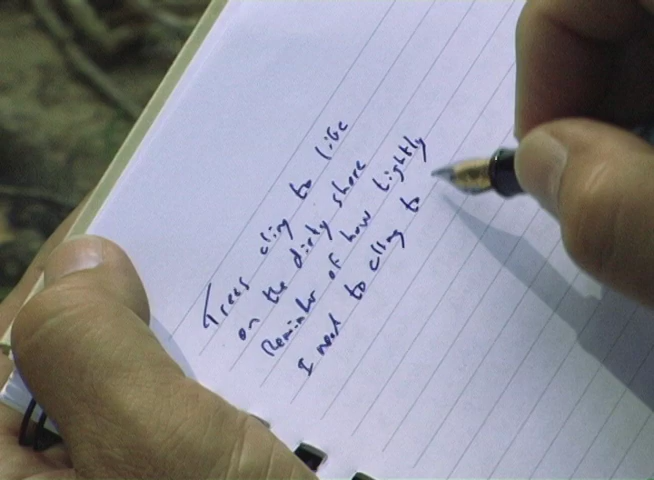 Trees cling to life
on the dirty shore
Reminder of how lightly
I need to cling to